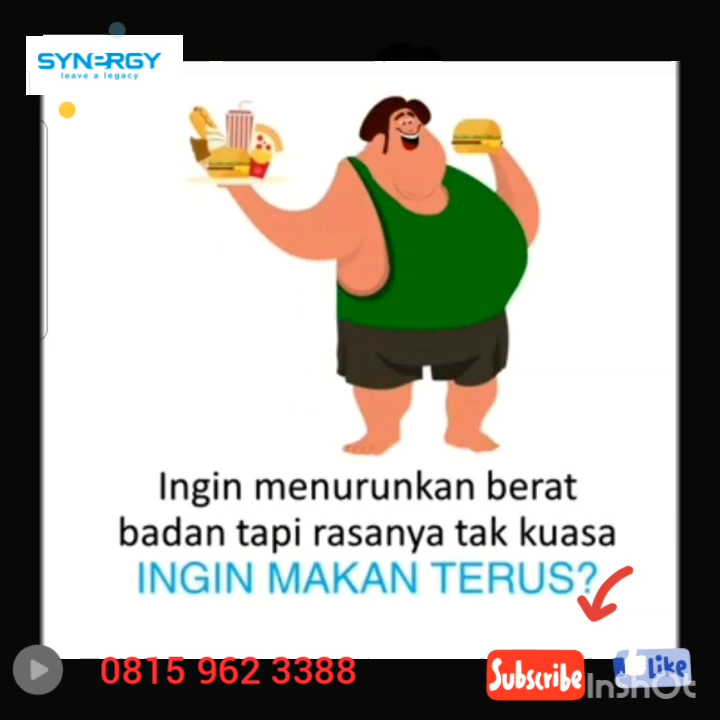 SYNERGY
leave a legacy
Ingin menurunkan berat
badan tapi rasanya tak kuasa
INGIN MAKAN TERUS?
0815 962 3388
Subscribe
Like
InShOt